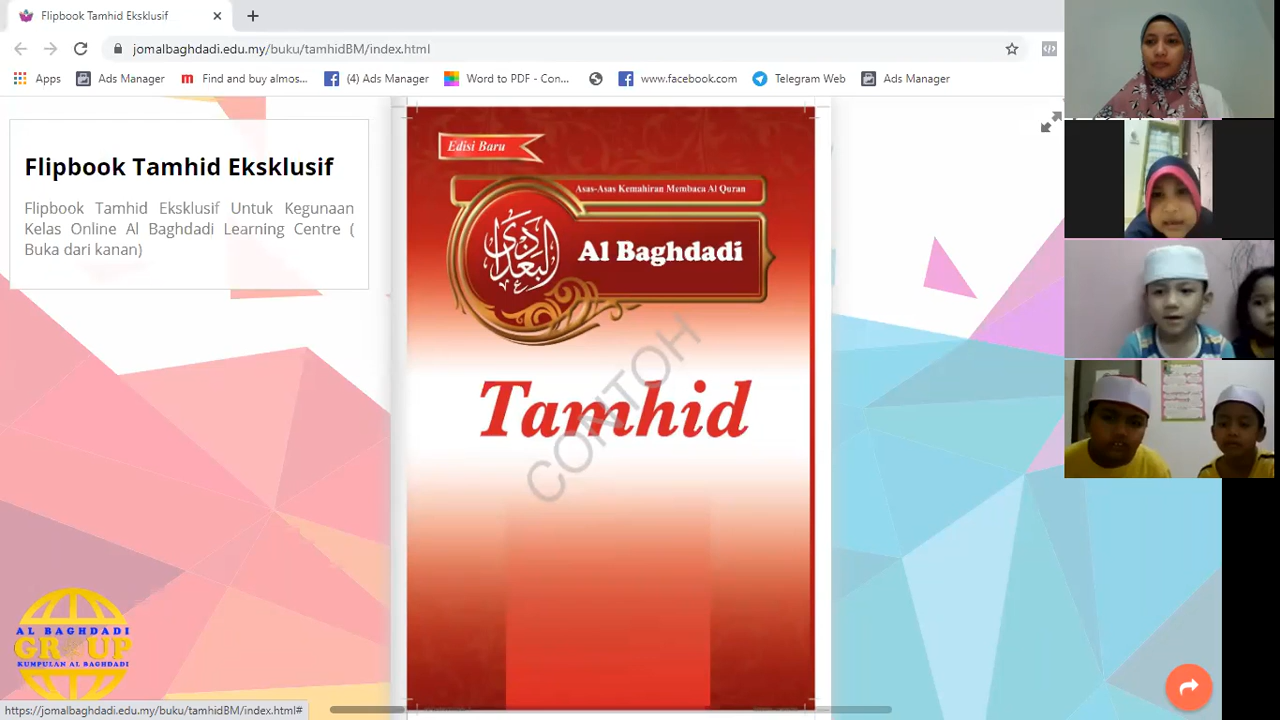 Flipbook Tamhid Eksklusif
jomalbaghdadi.edu.my/buku/tamhidBM/index.html
Apps
Ads Manager
Find and buy almos...
(4) Ads Manager
Word to PDF - Con...
www.facebook.com
Telegram Web
Ads Manager
Flipbook Tamhid Eksklusif
Flipbook Tamhid Eksklusif Untuk Kegunaan
Kelas Online Al Baghdadi Learning Centre (
Buka dari kanan)
Edisi Baru
Asas-Asas Kemahiran Membaca Al Quran
البغدادي
Al Baghdadi
Tamhid
CONTOH
AL BAGHDADI
GROUP
KUMPULAN AL BAGHDADI
https://jomalbaghdadi.edu.my/buku/tamhidBM/index.html#